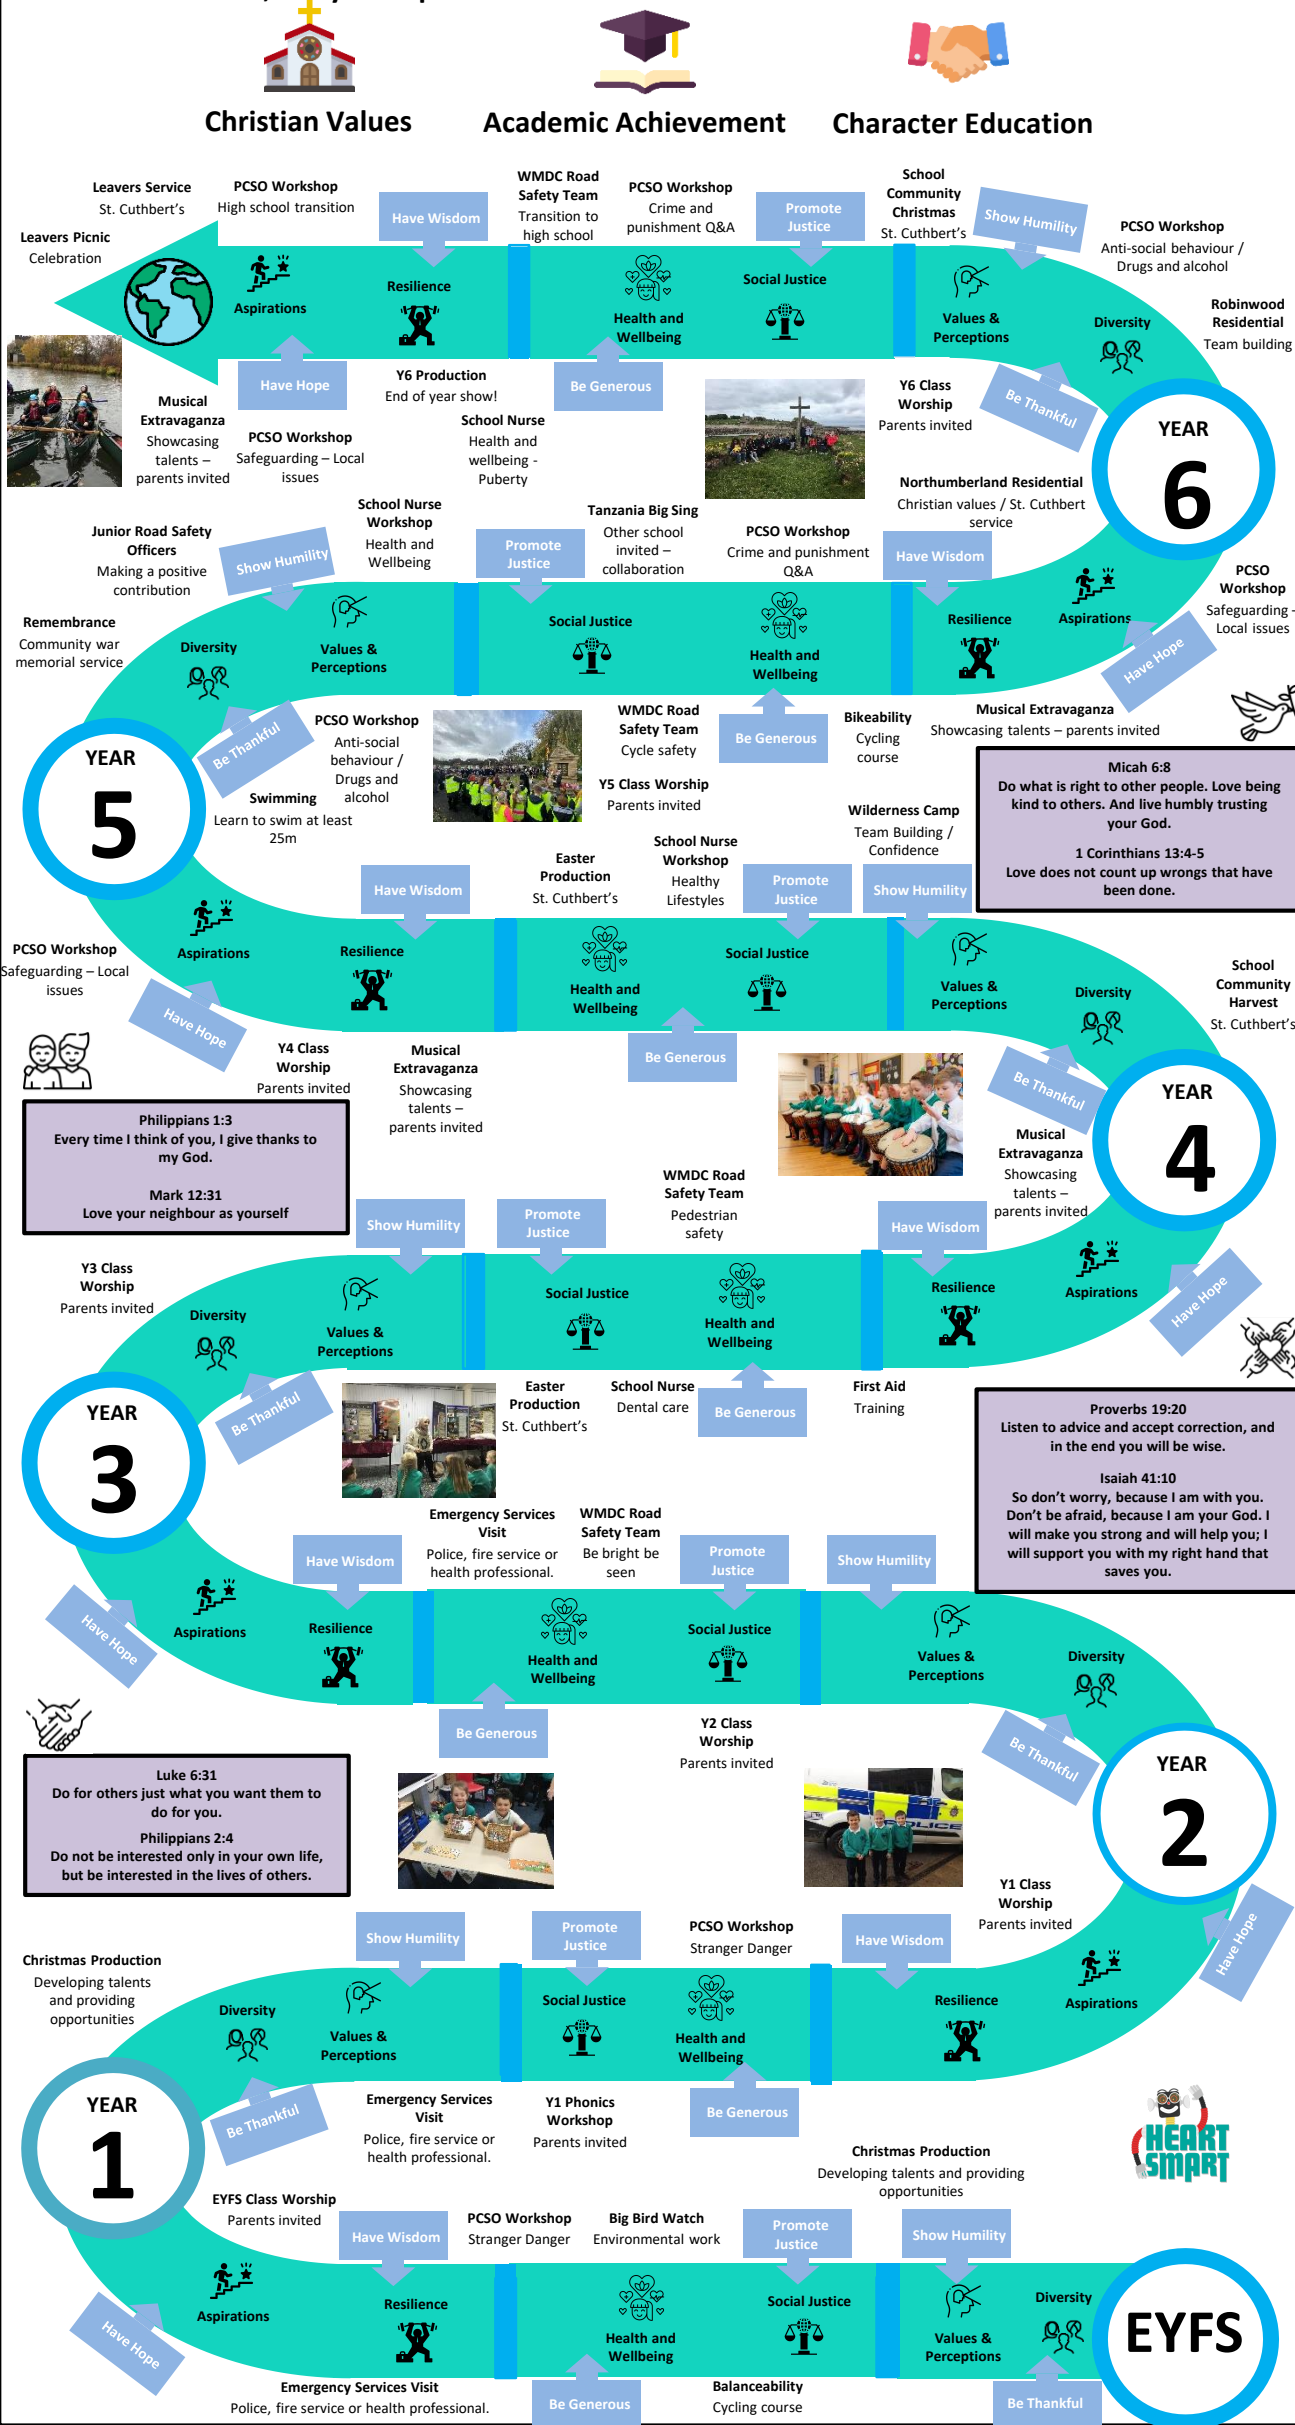 Christian Values
Academic Achievement
Character Education
Leavers Service
St. Cuthbert's
PCSO Workshop
High school transition
Have Wisdom
WMDC Road
Safety Team
Transition to
high school
PCSO Workshop
Crime and
punishment Q&A
Promote
Justice
School
Community
Christmas
St. Cuthbert's
Show Humility
PCSO Workshop
Anti-social behaviour /
Drugs and alcohol
Leavers Picnic
Celebration
Robinwood
Residential
Team building
Aspirations
Resilience
Health and
Wellbeing
Social Justice
Values &
Perceptions
Diversity
Have Hope
Y6 Production
End of year show!
Be Generous
Y6 Class
Worship
Parents invited
Be Thankful
YEAR
6
Musical
Extravaganza
Showcasing
talents –
parents invited
PCSO Workshop
Safeguarding – Local
issues
School Nurse
Health and
wellbeing -
Puberty
Northumberland Residential
Christian values / St. Cuthbert
service
Junior Road Safety
Officers
Making a positive
contribution
Show Humility
School Nurse
Workshop
Health and
Wellbeing
Promote
Justice
Tanzania Big Sing
Other school
invited –
collaboration
PCSO Workshop
Crime and punishment
Q&A
Have Wisdom
PCSO
Workshop
Safeguarding -
Local issues
Remembrance
Community war
memorial service
Diversity
Values &
Perceptions
Social Justice
Health and
Wellbeing
Resilience
Aspirations
Have Hope
YEAR
5
Be Thankful
PCSO Workshop
Anti-social
behaviour /
Drugs and
alcohol
Swimming
Learn to swim at least
25m
WMDC Road
Safety Team
Cycle safety
Be Generous
Bikeability
Cycling
course
Musical Extravaganza
Showcasing talents – parents invited
Y5 Class Worship
Parents invited
Micah 6:8
Do what is right to other people. Love being
kind to others. And live humbly trusting
your God.
1 Corinthians 13:4-5
Love does not count up wrongs that have
been done.
Have Wisdom
Easter
Production
St. Cuthbert's
School Nurse
Workshop
Healthy
Lifestyles
Promote
Justice
Wilderness Camp
Team Building /
Confidence
Show Humility
PCSO Workshop
Safeguarding – Local
issues
Aspirations
Resilience
Health and
Wellbeing
Social Justice
Values &
Perceptions
Diversity
School
Community
Harvest
St. Cuthbert's
Have Hope
Y4 Class
Worship
Parents invited
Musical
Extravaganza
Showcasing
talents –
parents invited
Be Generous
Be Thankful
YEAR
4
Philippians 1:3
Every time I think of you, I give thanks to
my God.
Mark 12:31
Love your neighbour as yourself
Musical
Extravaganza
Showcasing
talents –
parents invited
Show Humility
Promote
Justice
WMDC Road
Safety Team
Pedestrian
safety
Have Wisdom
Y3 Class
Worship
Parents invited
Diversity
Values &
Perceptions
Social Justice
Health and
Wellbeing
Resilience
Aspirations
Have Hope
YEAR
3
Be Thankful
Easter
Production
St. Cuthbert's
School Nurse
Dental care
Be Generous
First Aid
Training
Proverbs 19:20
Listen to advice and accept correction, and
in the end you will be wise.
Isaiah 41:10
So don't worry, because I am with you.
Don't be afraid, because I am your God. I
will make you strong and will help you; I
will support you with my right hand that
saves you.
Have Wisdom
Emergency Services
Visit
Police, fire service or
health professional.
WMDC Road
Safety Team
Be bright be
seen
Promote
Justice
Show Humility
Have Hope
Aspirations
Resilience
Health and
Wellbeing
Social Justice
Values &
Perceptions
Diversity
Be Generous
Y2 Class
Worship
Parents invited
Be Thankful
YEAR
2
Luke 6:31
Do for others just what you want them to
do for you.
Philippians 2:4
Do not be interested only in your own life,
but be interested in the lives of others.
POLICE
Y1 Class
Worship
Parents invited
Have Hope
Christmas Production
Developing talents
and providing
opportunities
Show Humility
Promote
Justice
PCSO Workshop
Stranger Danger
Have Wisdom
Diversity
Values &
Perceptions
Social Justice
Health and
Wellbeing
Resilience
Aspirations
YEAR
1
Be Thankful
Emergency Services
Visit
Police, fire service or
health professional.
Y1 Phonics
Workshop
Parents invited
Be Generous
Christmas Production
Developing talents and providing
opportunities
HEART
SMART
EYFS Class Worship
Parents invited
Have Wisdom
PCSO Workshop
Stranger Danger
Big Bird Watch
Environmental work
Promote
Justice
Show Humility
Have Hope
Aspirations
Resilience
Health and
Wellbeing
Social Justice
Values &
Perceptions
Diversity
EYFS
Emergency Services Visit
Police, fire service or health professional.
Be Generous
Balanceability
Cycling course
Be Thankful